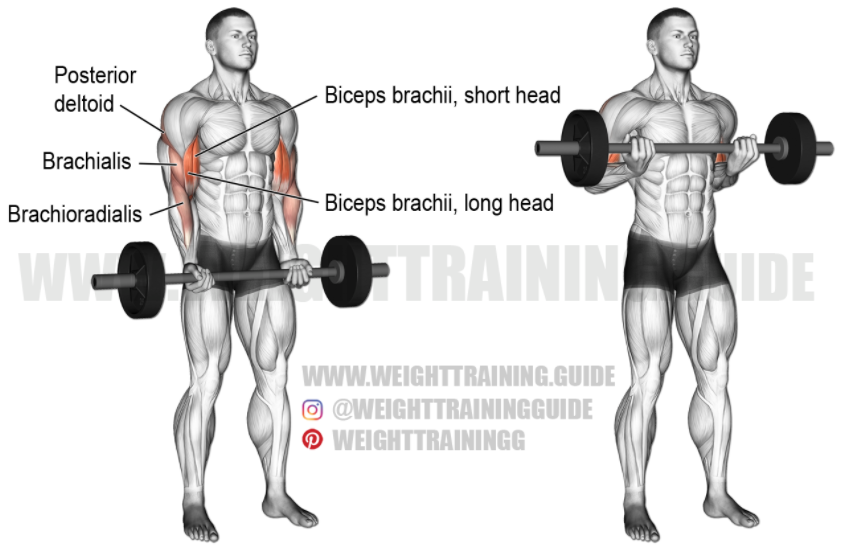 Posterior
deltoid
Biceps brachii, short head
Brachialis
Brachioradialis
Biceps brachii, long head
WWW.WEIGHTTRAINING.GUIDE
WWW.WEIGHTTRAINING.GUIDE
@WEIGHTTRAININGGUIDE
WEIGHTTRAININGG